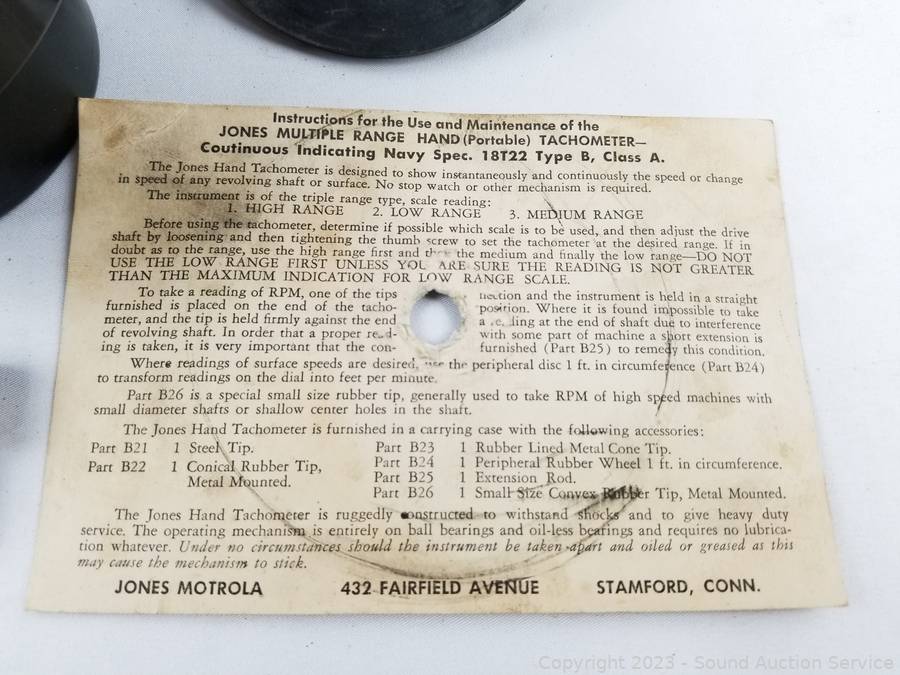 Instructions for the Use and Maintenance of the
JONES MULTIPLE RANGE HAND (Portable) TACHOMETER—
Coutinuous Indicating Navy Spec. 18T22 Type B, Class A.
The Jones Hand Tachometer is designed to show instantaneously and continuously the speed or change
in speed of any revolving shaft or surface. No stop watch or other mechanism is required.
The instrument is of the triple range type, scale reading:
1. HIGH RANGE 2. LOW RANGE 3. MEDIUM RANGE
Before using the tachometer, determine if possible which scale is to be used, and then adjust the drive
shaft by loosening and then tightening the thumb screw to set the tachometer at the desired range. If in
doubt as to the range, use the high range first and then the medium and finally the low range—DO NOT
USE THE LOW RANGE FIRST UNLESS YOU ARE SURE THE READING IS NOT GREATER
THAN THE MAXIMUM INDICATION FOR LOW RANGE SCALE.
To take a reading of RPM, one of the tips
furnished is placed on the end of the tacho-
meter, and the tip is held firmly against the end
of revolving shaft. In order that a proper read-
ing is taken, it is very important that the con-
nection and the instrument is held in a straight
position. Where it is found impossible to take
a reading at the end of shaft due to interference
with some part of machine a short extension is
furnished (Part B25) to remedy this condition.
Where readings of surface speeds are desired, use the peripheral disc 1 ft. in circumference (Part B24)
to transform readings on the dial into feet per minute.
Part B26 is a special small size rubber tip, generally used to take RPM of high speed machines with
small diameter shafts or shallow center holes in the shaft.
The Jones Hand Tachometer is furnished in a carrying case with the following accessories:
Part B21 1 Steel Tip.
Part B22 1 Conical Rubber Tip,
Metal Mounted.
Part B23 1 Rubber Lined Metal Cone Tip.
Part B24 1 Peripheral Rubber Wheel 1 ft. in circumference.
Part B25 1 Extension Rod.
Part B26 1 Small Size Convex Rubber Tip, Metal Mounted.
The Jones Hand Tachometer is ruggedly constructed to withstand shocks and to give heavy duty
service. The operating mechanism is entirely on ball bearings and oil-less bearings and requires no lubrica-
tion whatever. Under no circumstances should the instrument be taken apart and oiled or greased as this
may cause the mechanism to stick.
JONES MOTROLA 432 FAIRFIELD AVENUE STAMFORD, CONN.
Copyright 2023 - Sound Auction Service